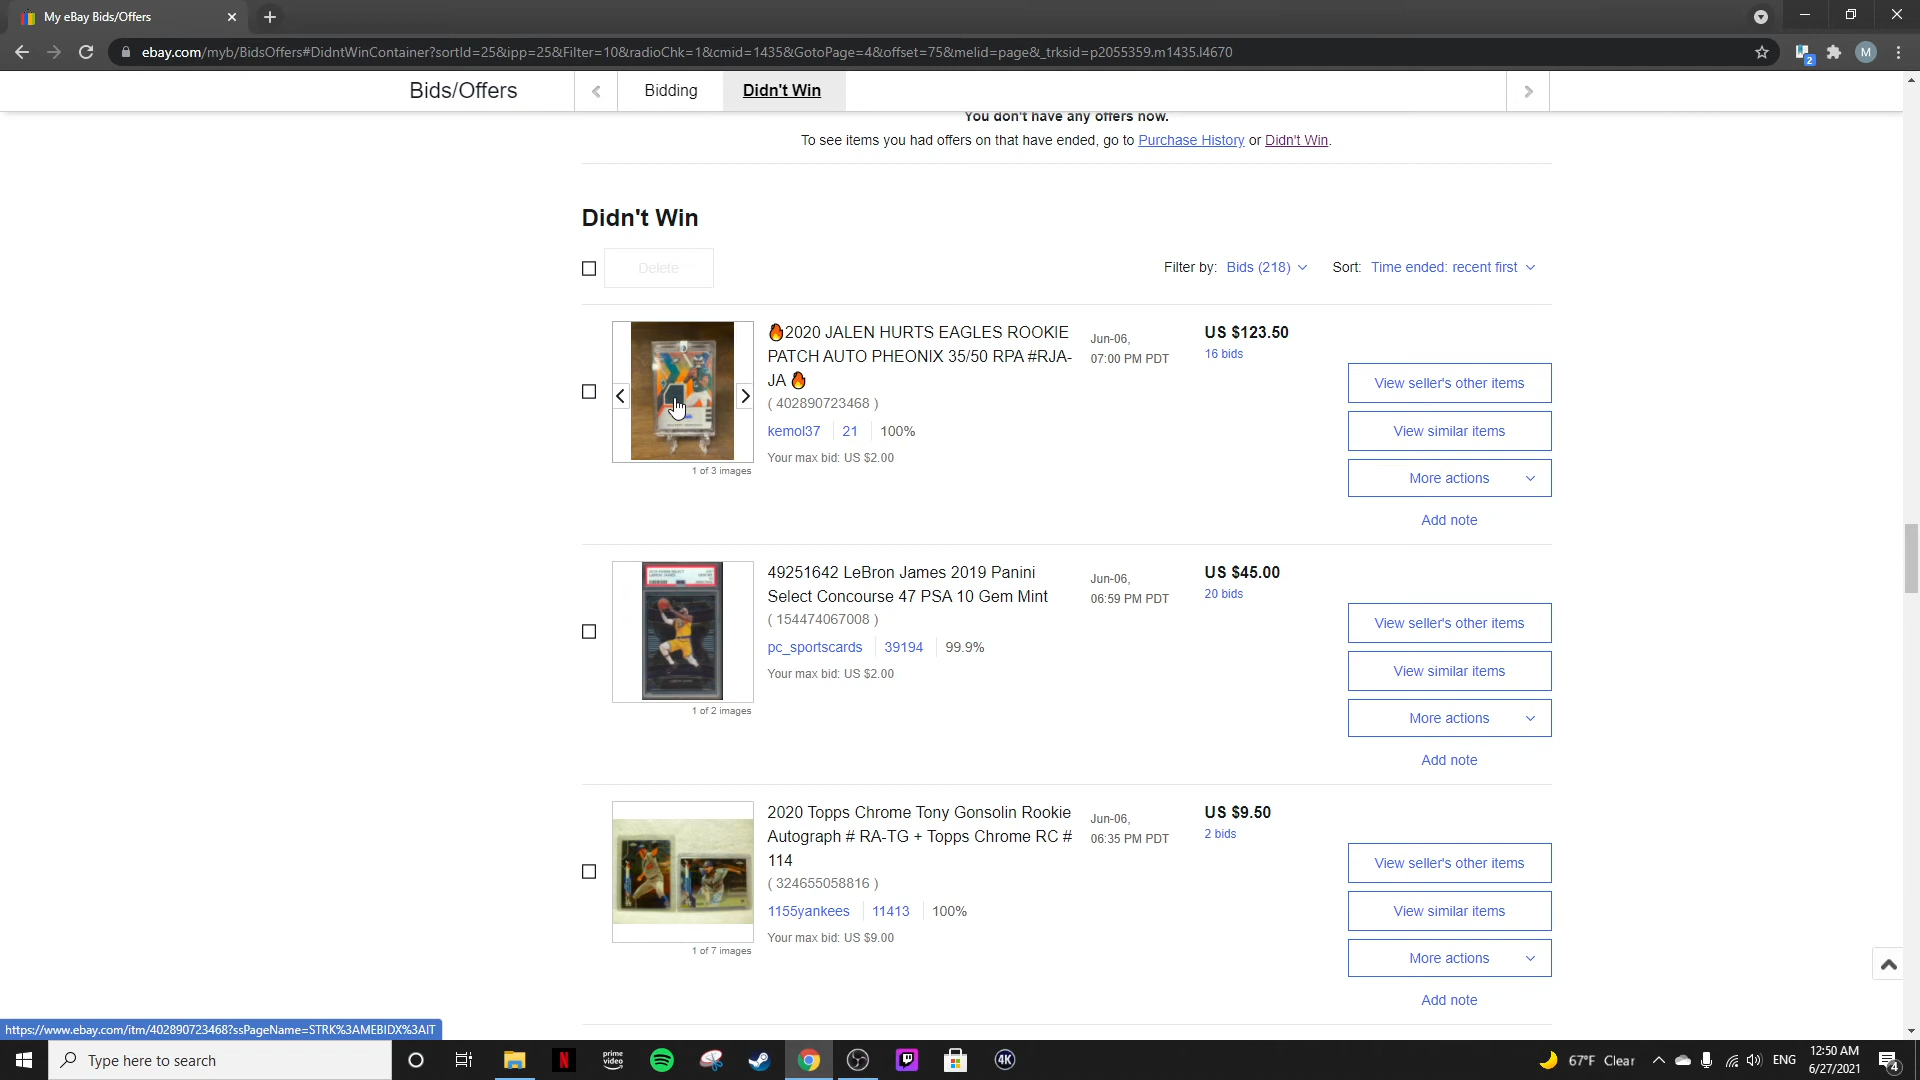 My eBay Bids/Offers
ebay.com/myb/BidsOffers#DidntWinContainer?sortId=25&ipp=25&Filter=10&radioChk=1&cmid=1435&GotoPage=4&offset=75&melid=page&_trksid=p2055359.m1435.l4670
2
M
Bids/Offers
Bidding
Didn't Win
You don't have any offers now.
To see items you had offers on that have ended, go to Purchase History or Didn't Win.
Didn't Win
Delete
Filter by: Bids (218)
Sort: Time ended: recent first
🔥2020 JALEN HURTS EAGLES ROOKIE
PATCH AUTO PHEONIX 35/50 RPA #RJA-
JA 🔥
( 402890723468 )
kemol37 21 100%
Your max bid: US $2.00
1 of 3 images
Jun-06,
07:00 PM PDT
US $123.50
16 bids
View seller's other items
View similar items
More actions
Add note
49251642 LeBron James 2019 Panini
Select Concourse 47 PSA 10 Gem Mint
( 154474067008 )
pc_sportscards 39194 99.9%
Your max bid: US $2.00
1 of 2 images
Jun-06,
06:59 PM PDT
US $45.00
20 bids
View seller's other items
View similar items
More actions
Add note
2020 Topps Chrome Tony Gonsolin Rookie
Autograph # RA-TG + Topps Chrome RC #
114
( 324655058816 )
1155yankees 11413 100%
Your max bid: US $9.00
1 of 7 images
Jun-06,
06:35 PM PDT
US $9.50
2 bids
View seller's other items
View similar items
More actions
Add note
https://www.ebay.com/itm/402890723468?ssPageName=STRK%3AMEBIDX%3AIT
Type here to search
prime
video
4K
67°F Clear
ENG
12:50 AM
6/27/2021
4